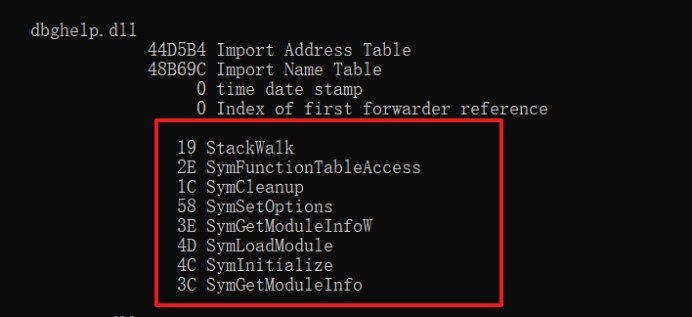 dbghelp.dll
44D5B4 Import Address Table
48B69C Import Name Table
0 time date stamp
0 Index of first forwarder reference
19 StackWalk
2E SymFunctionTableAccess
1C SymCleanup
58 SymSetOptions
3E SymGetModuleInfoW
4D SymLoadModule
4C SymInitialize
3C SymGetModuleInfo